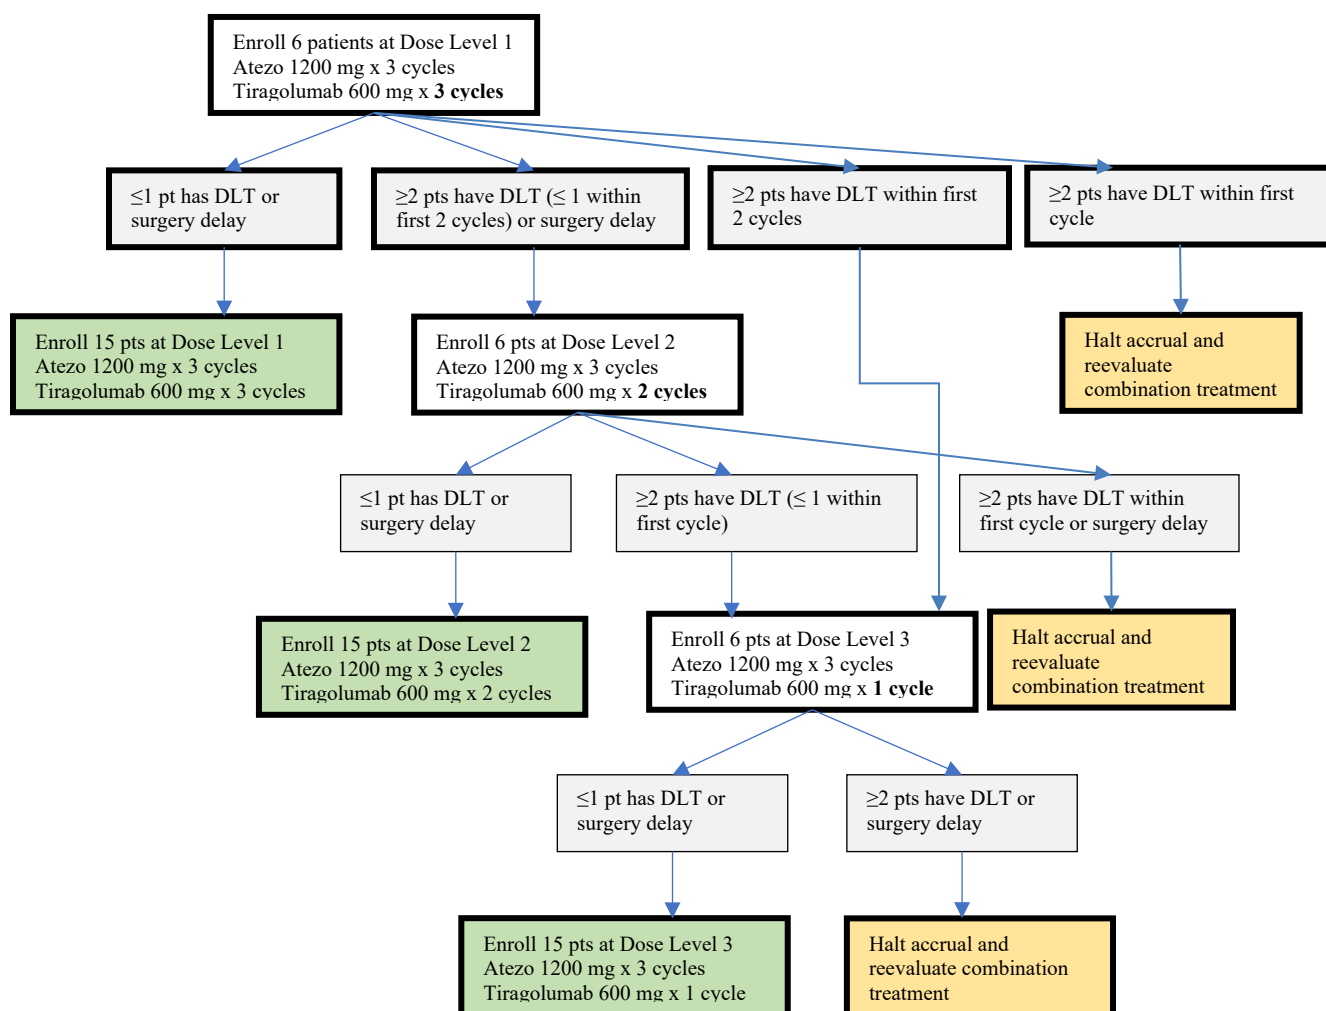 Enroll 6 patients at Dose Level 1
Atezo 1200 mg x 3 cycles
Tiragolumab 600 mg x 3 cycles
≤1 pt has DLT or
surgery delay
≥2 pts have DLT (≤ 1 within
first 2 cycles) or surgery delay
≥2 pts have DLT within first
2 cycles
≥2 pts have DLT within first
cycle
Enroll 15 pts at Dose Level 1
Atezo 1200 mg x 3 cycles
Tiragolumab 600 mg x 3 cycles
Enroll 6 pts at Dose Level 2
Atezo 1200 mg x 3 cycles
Tiragolumab 600 mg x 2 cycles
Halt accrual and
reevaluate
combination treatment
≤1 pt has DLT or
surgery delay
≥2 pts have DLT (≤ 1 within
first cycle)
≥2 pts have DLT within
first cycle or surgery delay
Enroll 15 pts at Dose Level 2
Atezo 1200 mg x 3 cycles
Tiragolumab 600 mg x 2 cycles
Enroll 6 pts at Dose Level 3
Atezo 1200 mg x 3 cycles
Tiragolumab 600 mg x 1 cycle
Halt accrual and
reevaluate
combination treatment
≤1 pt has DLT or
surgery delay
≥2 pts have DLT or
surgery delay
Enroll 15 pts at Dose Level 3
Atezo 1200 mg x 3 cycles
Tiragolumab 600 mg x 1 cycle
Halt accrual and
reevaluate combination
treatment